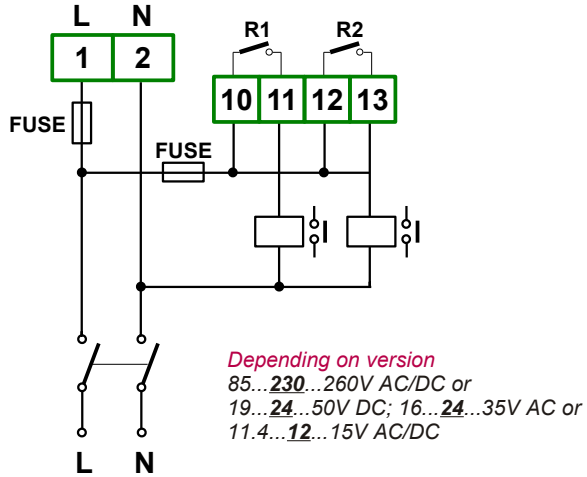 L N
R1 R2
1 2
10 11 12 13
FUSE
FUSE
Depending on version
85...230...260V AC/DC or
19...24...50V DC; 16...24...35V AC or
11.4...12...15V AC/DC
L N